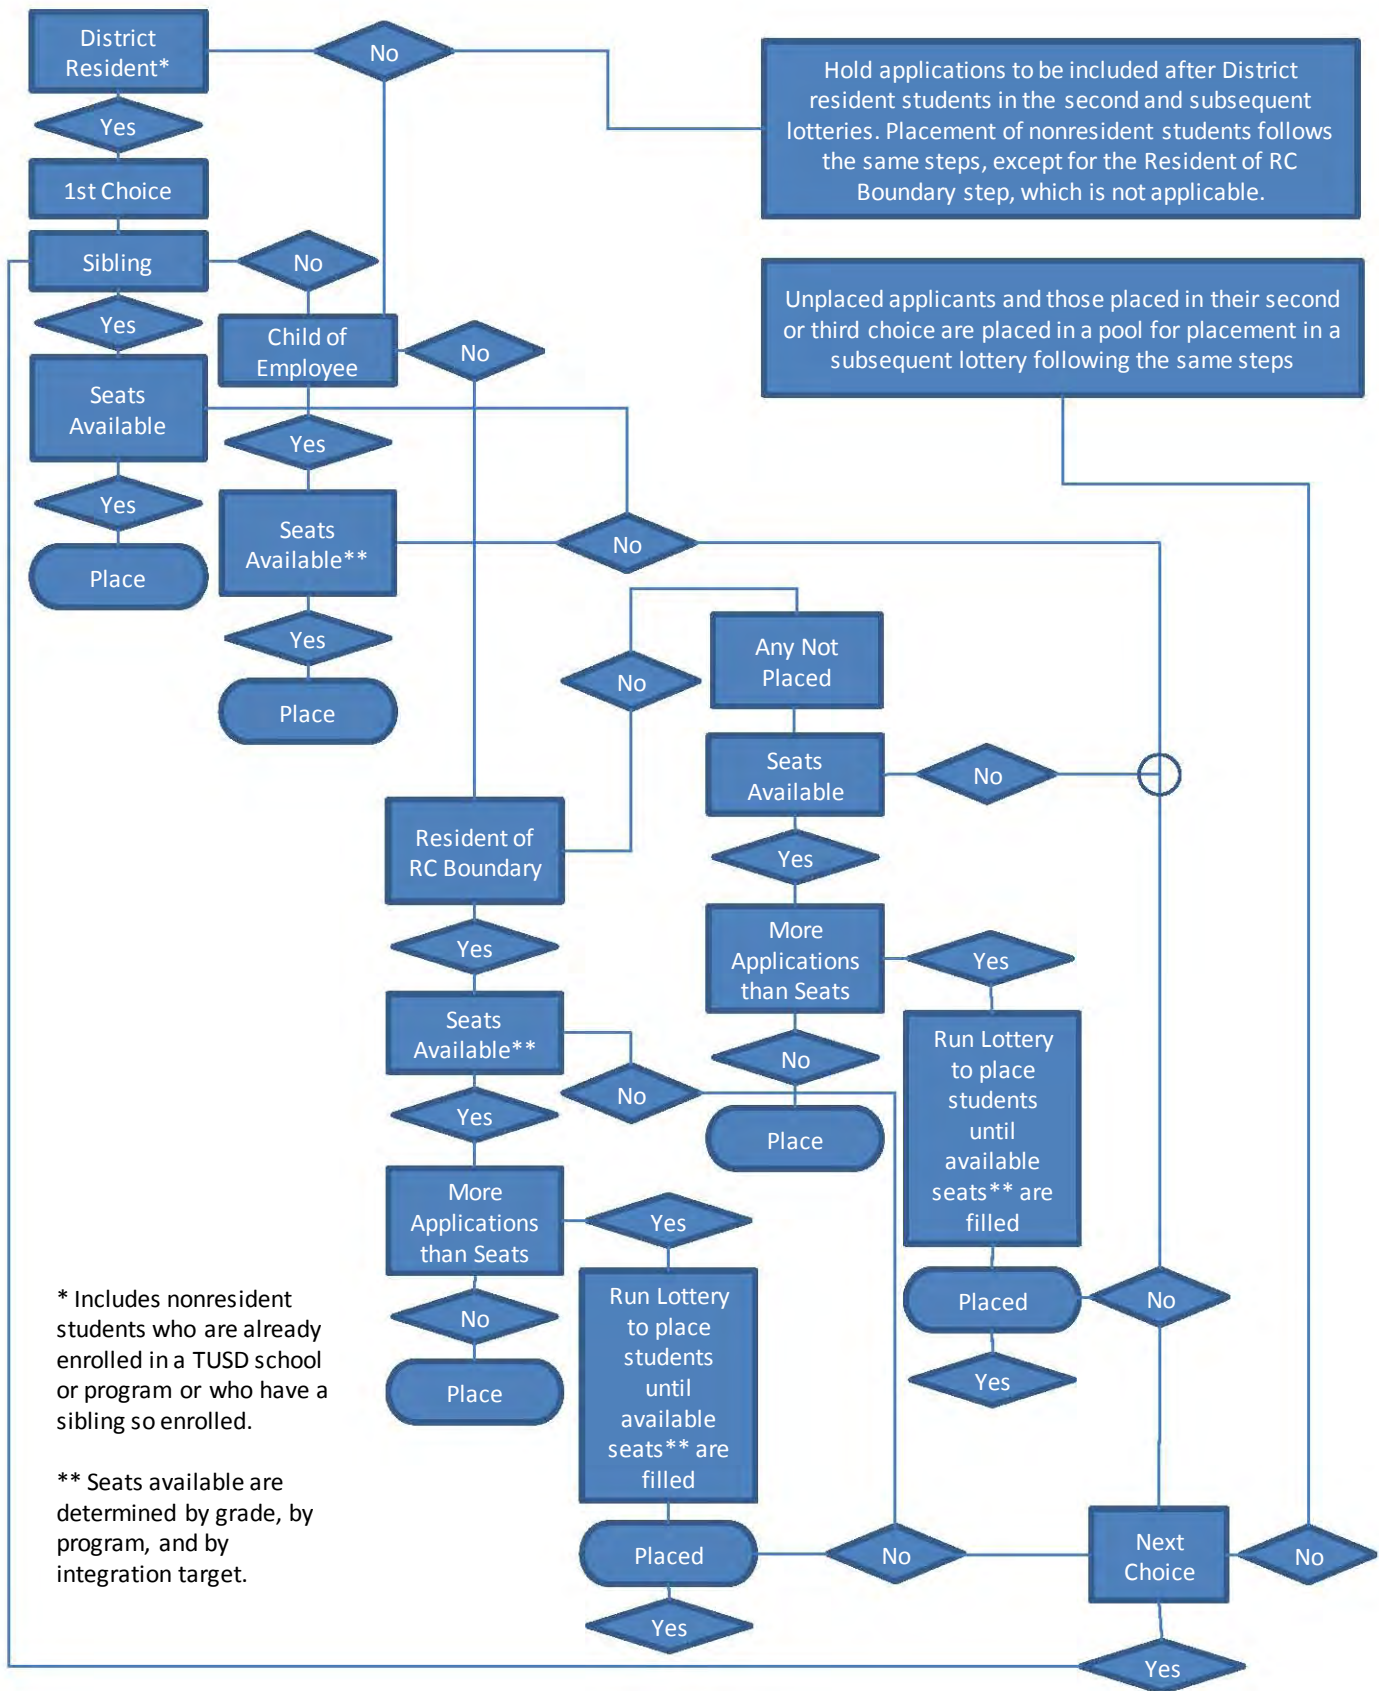 District
Resident*
No
Hold applications to be included after District
resident students in the second and subsequent
lotteries. Placement of nonresident students follows
the same steps, except for the Resident of RC
Boundary step, which is not applicable.
Yes
1st Choice
Sibling
No
Unplaced applicants and those placed in their second
or third choice are placed in a pool for placement in a
subsequent lottery following the same steps
Yes
Child of
Employee
No
Seats
Available
Yes
Yes
Seats
Available**
No
Place
Yes
Place
Any Not
Placed
No
Seats
Available
No
Resident of
RC Boundary
Yes
Yes
More
Applications
than Seats
Yes
Seats
Available**
No
Run Lottery
to place
students
until
available
seats** are
filled
No
Yes
Place
More
Applications
than Seats
Yes
No
Run Lottery
to place
students
until
available
seats** are
filled
Placed
No
Yes
Place
* Includes nonresident
students who are already
enrolled in a TUSD school
or program or who have a
sibling so enrolled.
** Seats available are
determined by grade, by
program, and by
integration target.
Placed
No
Next
Choice
No
Yes
Yes